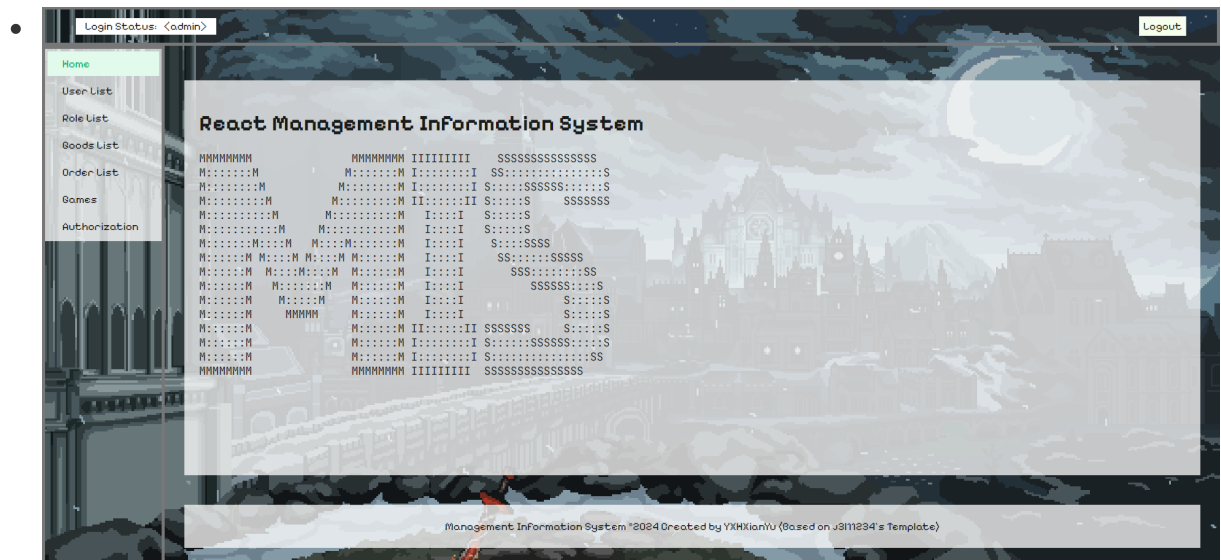 Login Status: <admin>
Logout
Home
User List
Role List
Goods List
Order List
Games
Authorization
React Management Information System
MMMMMMMM               MMMMMMMM IIIIIIIII    SSSSSSSSSSSSSSS
M:::::::M             M:::::::M I:::::::I  SS:::::::::::::::S
M::::::::M           M::::::::M I:::::::I S:::::SSSSSS::::::S
M:::::::::M         M:::::::::M II:::::II S:::::S     SSSSSSS
M::::::::::M       M::::::::::M   I:::I   S:::::S
M:::::::::::M     M:::::::::::M   I:::I   S:::::S
M:::::::M::::M   M::::M:::::::M   I:::I    S::::SSSS
M::::::M M::::M M::::M M::::::M   I:::I     SS::::::SSSSS
M::::::M  M::::M::::M  M::::::M   I:::I       SSS::::::::SS
M::::::M   M:::::::M   M::::::M   I:::I          SSSSSS::::S
M::::::M    M:::::M    M::::::M   I:::I               S:::::S
M::::::M     MMMMM     M::::::M   I:::I               S:::::S
M::::::M               M::::::M II:::::II SSSSSSS     S:::::S
M::::::M               M::::::M I:::::::I S::::::SSSSSS:::::S
M::::::M               M::::::M I:::::::I S:::::::::::::::SS
MMMMMMMM               MMMMMMMM IIIIIIIII  SSSSSSSSSSSSSSS
Management Information System ©2024 Created by YXHXianYu (Based on J3111234's Template)